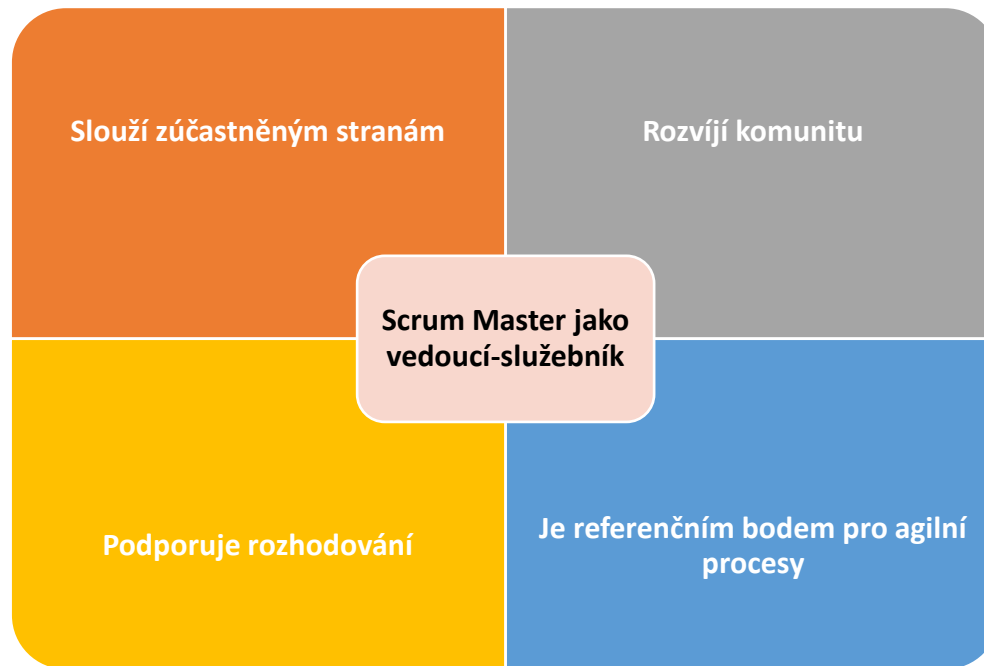 Slouží zúčastněným stranám
Rozvíjí komunitu
Scrum Master jako
vedoucí-služebník
Podporuje rozhodování
Je referenčním bodem pro agilní
procesy